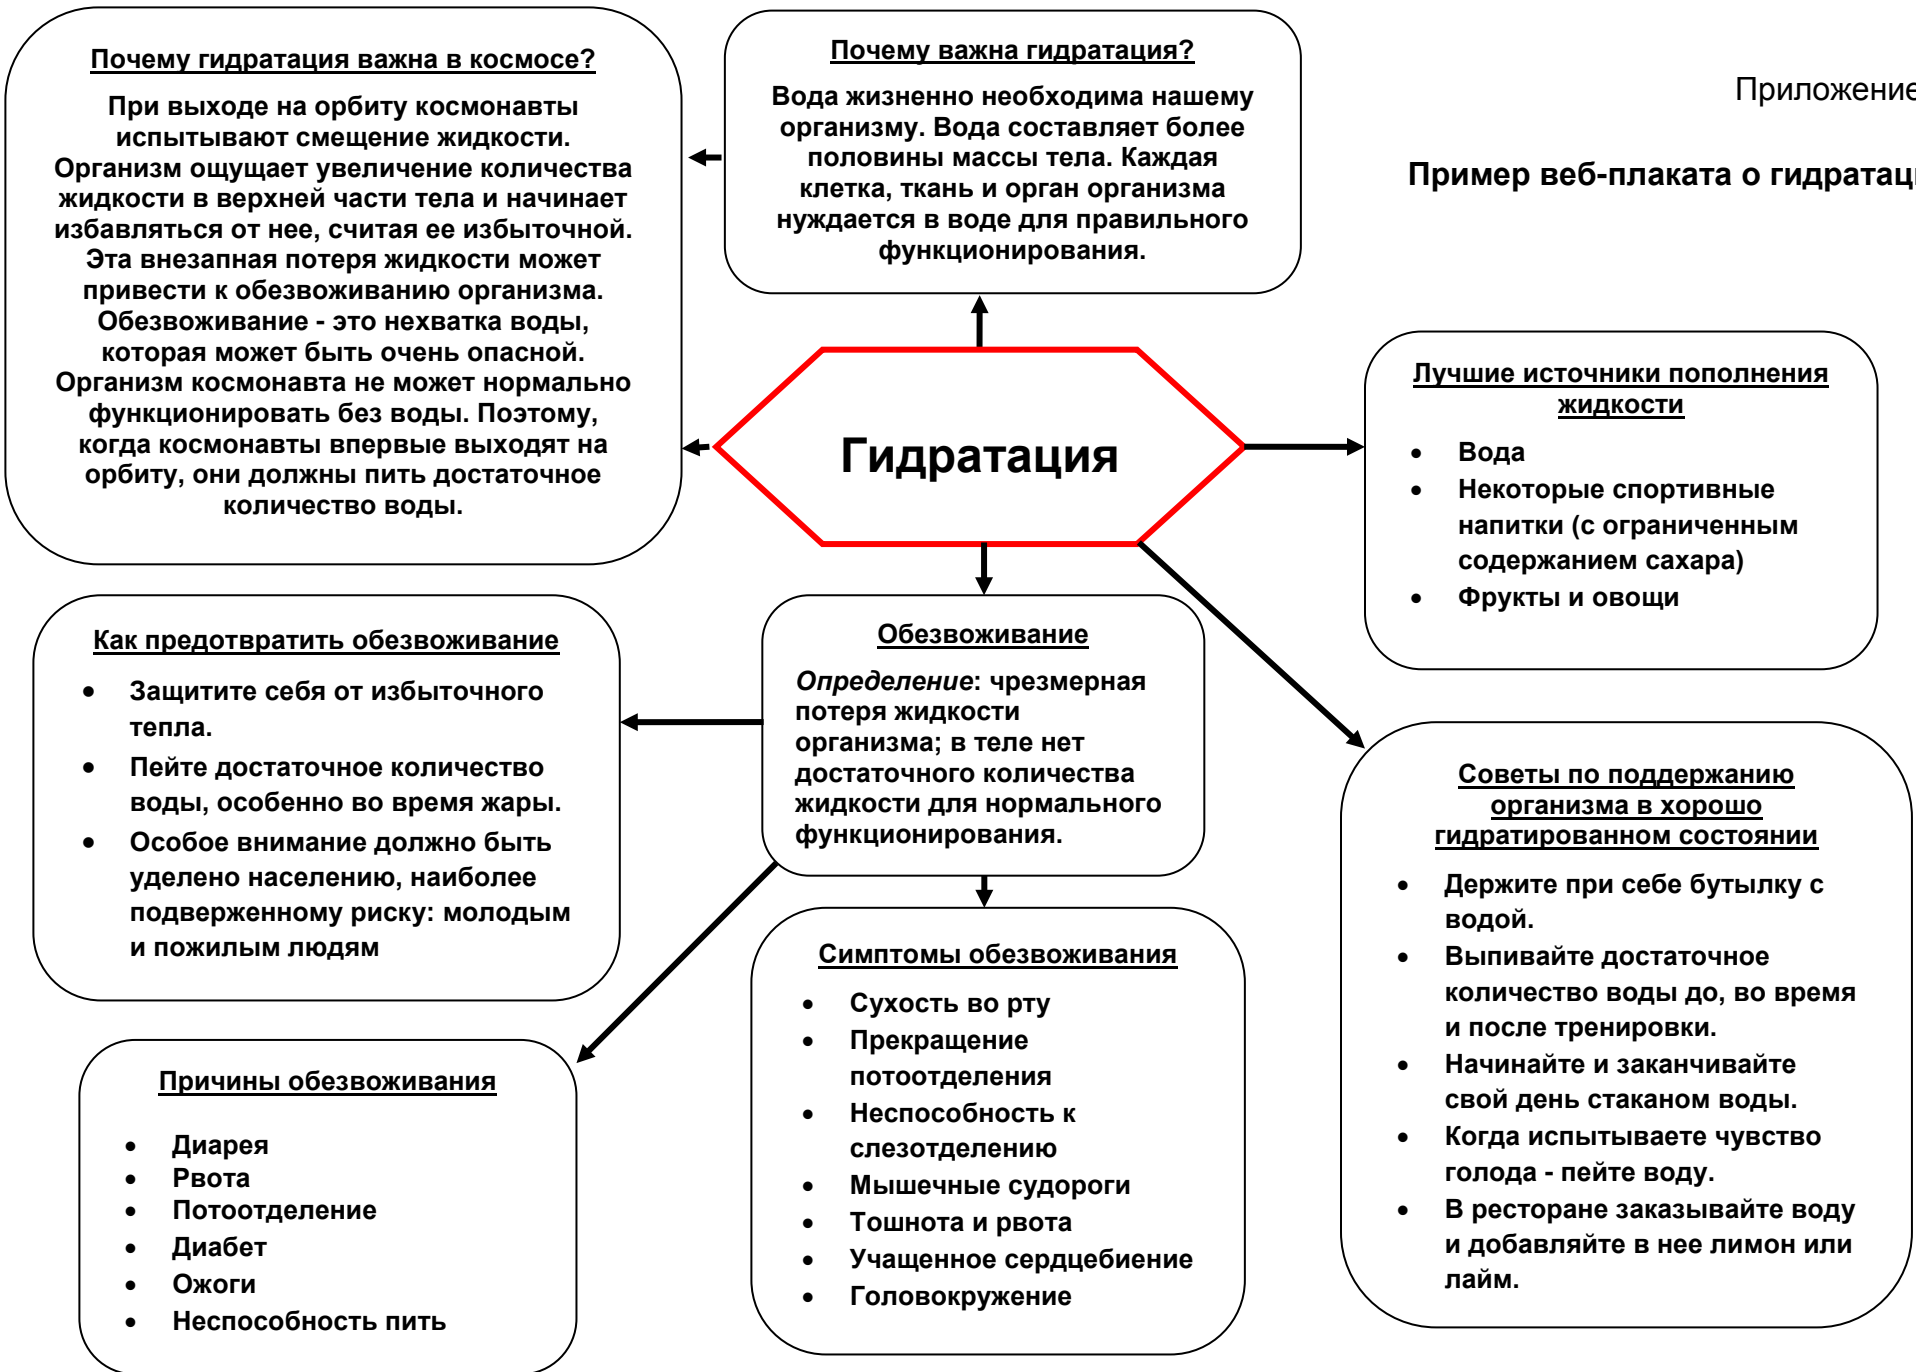 Почему гидратация важна в космосе?
При выходе на орбиту космонавты
испытывают смещение жидкости.
Организм ощущает увеличение количества
жидкости в верхней части тела и начинает
избавляться от нее, считая ее избыточной.
Эта внезапная потеря жидкости может
привести к обезвоживанию организма.
Обезвоживание - это нехватка воды,
которая может быть очень опасной.
Организм космонавта не может нормально
функционировать без воды. Поэтому,
когда космонавты впервые выходят на
орбиту, они должны пить достаточное
количество воды.
Почему важна гидратация?
Вода жизненно необходима нашему
организму. Вода составляет более
половины массы тела. Каждая
клетка, ткань и орган организма
нуждается в воде для правильного
функционирования.
Приложение
Пример веб-плаката о гидратац
Гидратация
Лучшие источники пополнения
жидкости
• Вода
• Некоторые спортивные
напитки (с ограниченным
содержанием сахара)
• Фрукты и овощи
Как предотвратить обезвоживание
• Защитите себя от избыточного
тепла.
• Пейте достаточное количество
воды, особенно во время жары.
• Особое внимание должно быть
уделено населению, наиболее
подверженному риску: молодым
и пожилым людям
Обезвоживание
Определение: чрезмерная
потеря жидкости
организма; в теле нет
достаточного количества
жидкости для нормального
функционирования.
Советы по поддержанию
организма в хорошо
гидратированном состоянии
• Держите при себе бутылку с
водой.
• Выпивайте достаточное
количество воды до, во время
и после тренировки.
• Начинайте и заканчивайте
свой день стаканом воды.
• Когда испытываете чувство
голода - пейте воду.
• В ресторане заказывайте воду
и добавляйте в нее лимон или
лайм.
Причины обезвоживания
• Диарея
• Рвота
• Потоотделение
• Диабет
• Ожоги
• Неспособность пить
Симптомы обезвоживания
• Сухость во рту
• Прекращение
потоотделения
• Неспособность к
слезотделению
• Мышечные судороги
• Тошнота и рвота
• Учащенное сердцебиение
• Головокружение